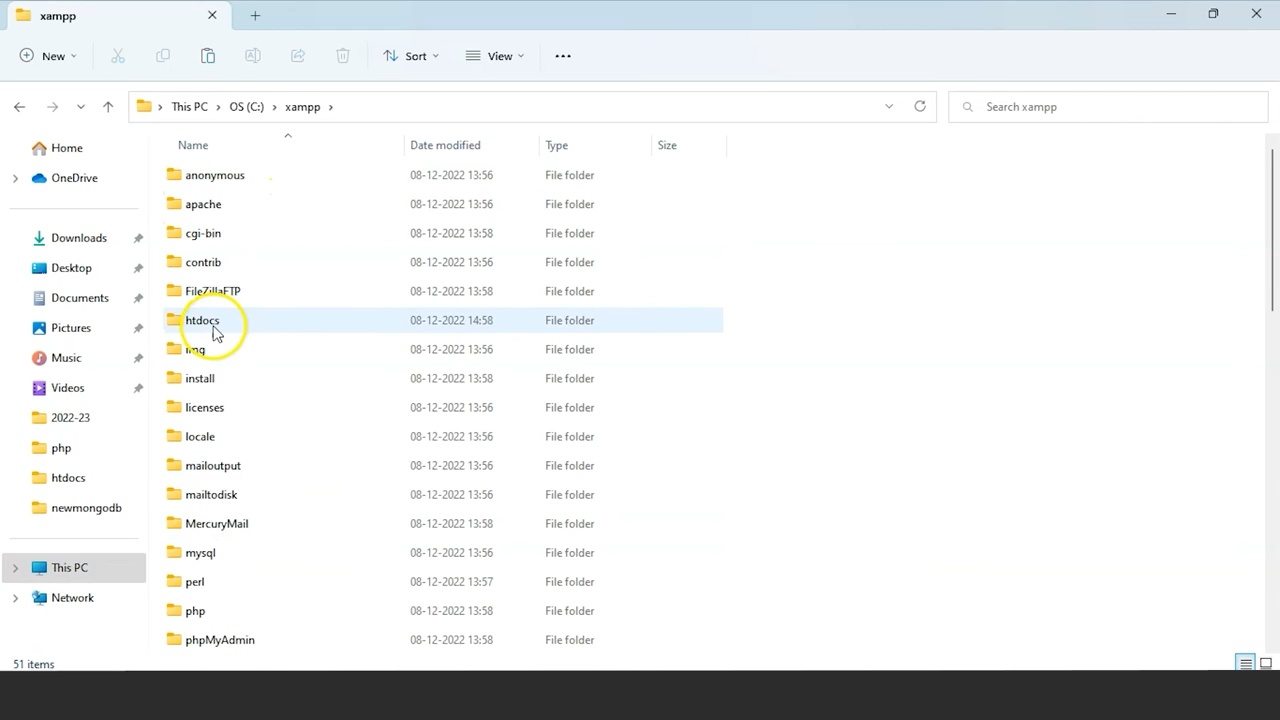 xampp
New
Sort
View
This PC
OS (C:)
xampp
Search xampp
Home
OneDrive
Downloads
Desktop
Documents
Pictures
Music
Videos
2022-23
php
htdocs
newmongodb
This PC
Network
Name Date modified Type Size
anonymous 08-12-2022 13:56 File folder
apache 08-12-2022 13:56 File folder
cgi-bin 08-12-2022 13:58 File folder
contrib 08-12-2022 13:56 File folder
FileZillaFTP 08-12-2022 13:58 File folder
htdocs 08-12-2022 14:58 File folder
img 08-12-2022 13:56 File folder
install 08-12-2022 13:58 File folder
licenses 08-12-2022 13:56 File folder
locale 08-12-2022 13:56 File folder
mailoutput 08-12-2022 13:56 File folder
mailtodisk 08-12-2022 13:56 File folder
MercuryMail 08-12-2022 13:58 File folder
mysql 08-12-2022 13:56 File folder
perl 08-12-2022 13:57 File folder
php 08-12-2022 13:58 File folder
phpMyAdmin 08-12-2022 13:58 File folder
51 items